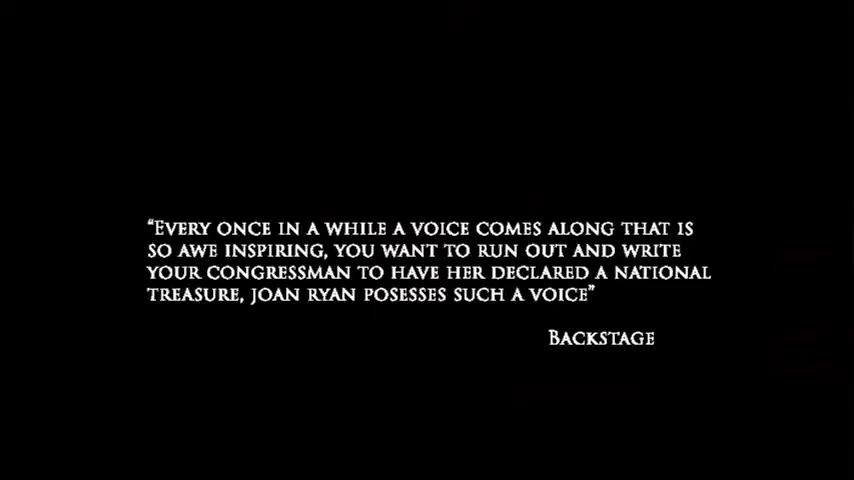 “Every once in a while a voice comes along that is
so awe inspiring, you want to run out and write
your congressman to have her declared a national
treasure, Joan Ryan posesses such a voice”
Backstage